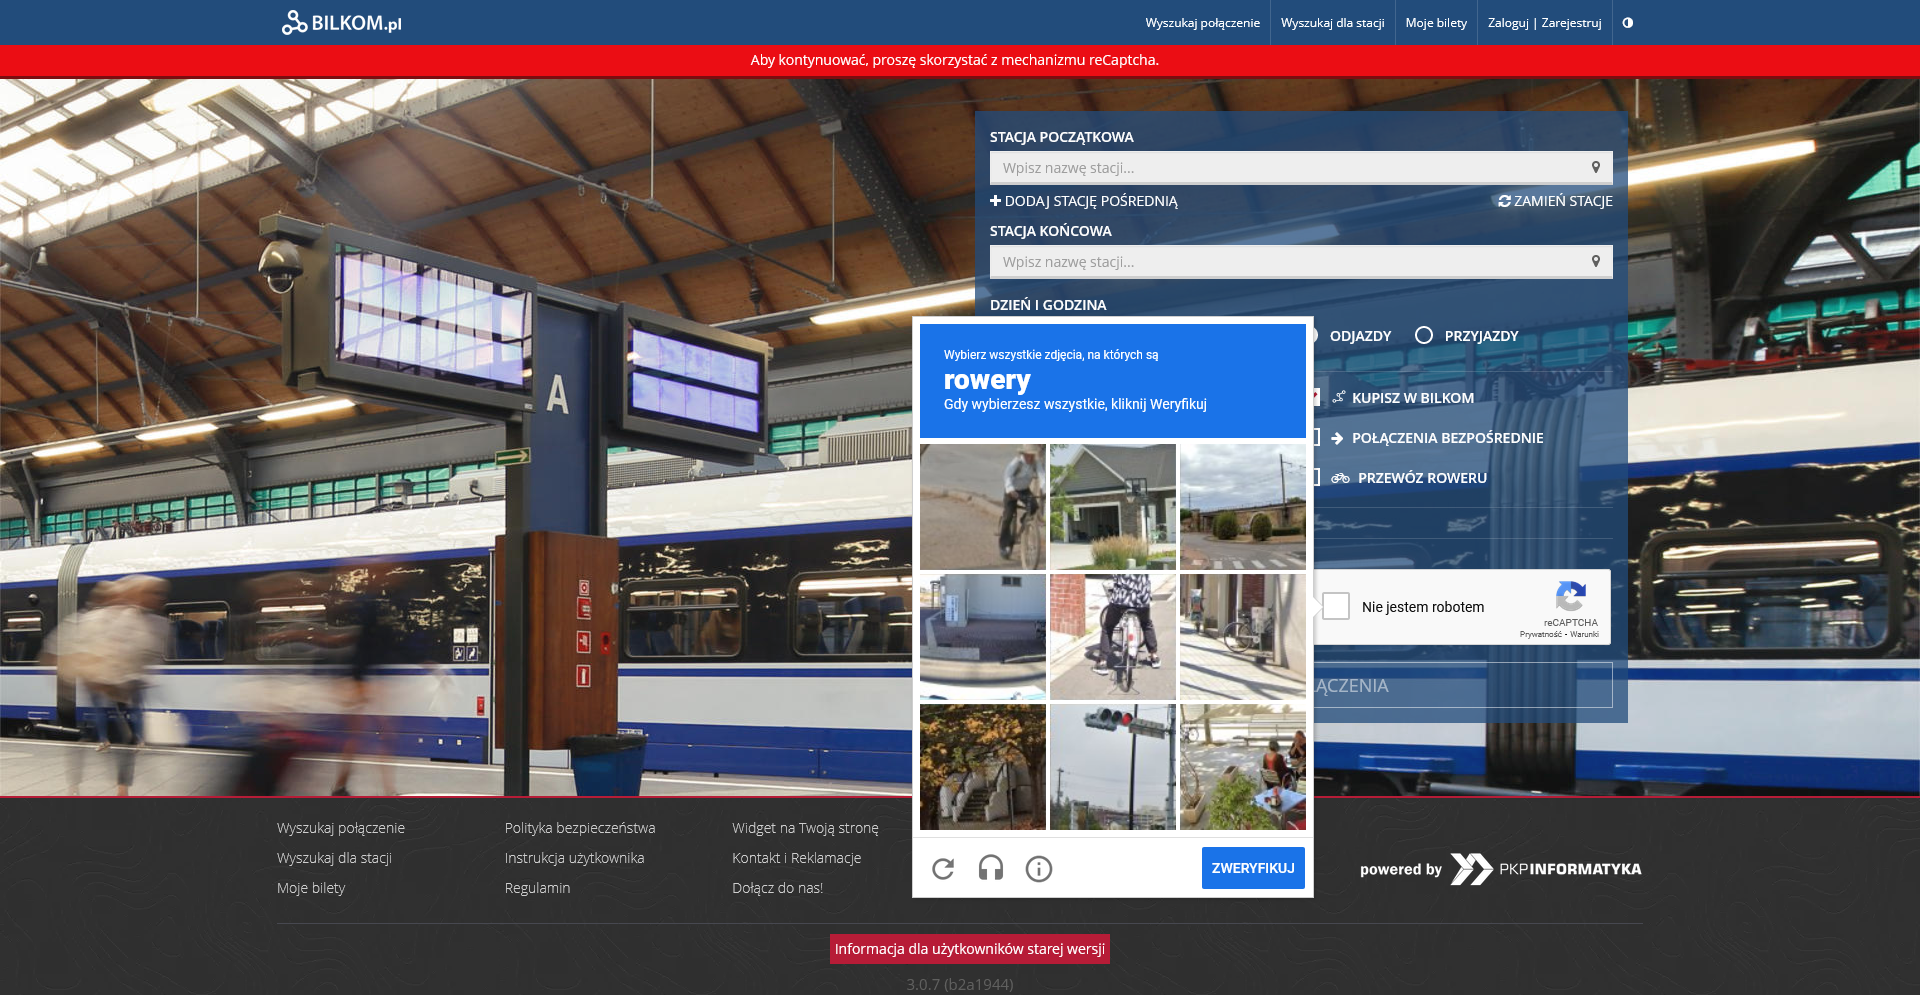 BILKOM.pl
Wyszukaj połączenie
Wyszukaj dla stacji
Moje bilety
Zaloguj | Zarejestruj
Aby kontynuować, proszę skorzystać z mechanizmu reCaptcha.
STACJA POCZĄTKOWA
Wpisz nazwę stacji...
DODAJ STACJĘ POŚREDNIĄ
ZAMIEŃ STACJE
STACJA KOŃCOWA
Wpisz nazwę stacji...
DZIEŃ I GODZINA
ODJAZDY
PRZYJAZDY
KUPISZ W BILKOM
POŁĄCZENIA BEZPOŚREDNIE
PRZEWÓZ ROWERU
A
Wybierz wszystkie zdjęcia, na których są
rowery
Gdy wybierzesz wszystkie, kliknij Weryfikuj
Nie jestem robotem
reCAPTCHA
Prywatność - Warunki
ĄCZENIA
ZWERYFIKUJ
Wyszukaj połączenie
Wyszukaj dla stacji
Moje bilety
Polityka bezpieczeństwa
Instrukcja użytkownika
Regulamin
Widget na Twoją stronę
Kontakt i Reklamacje
Dołącz do nas!
powered by PKPINFORMATYKA
Informacja dla użytkowników starej wersji
3.0.7 (b2a1944)